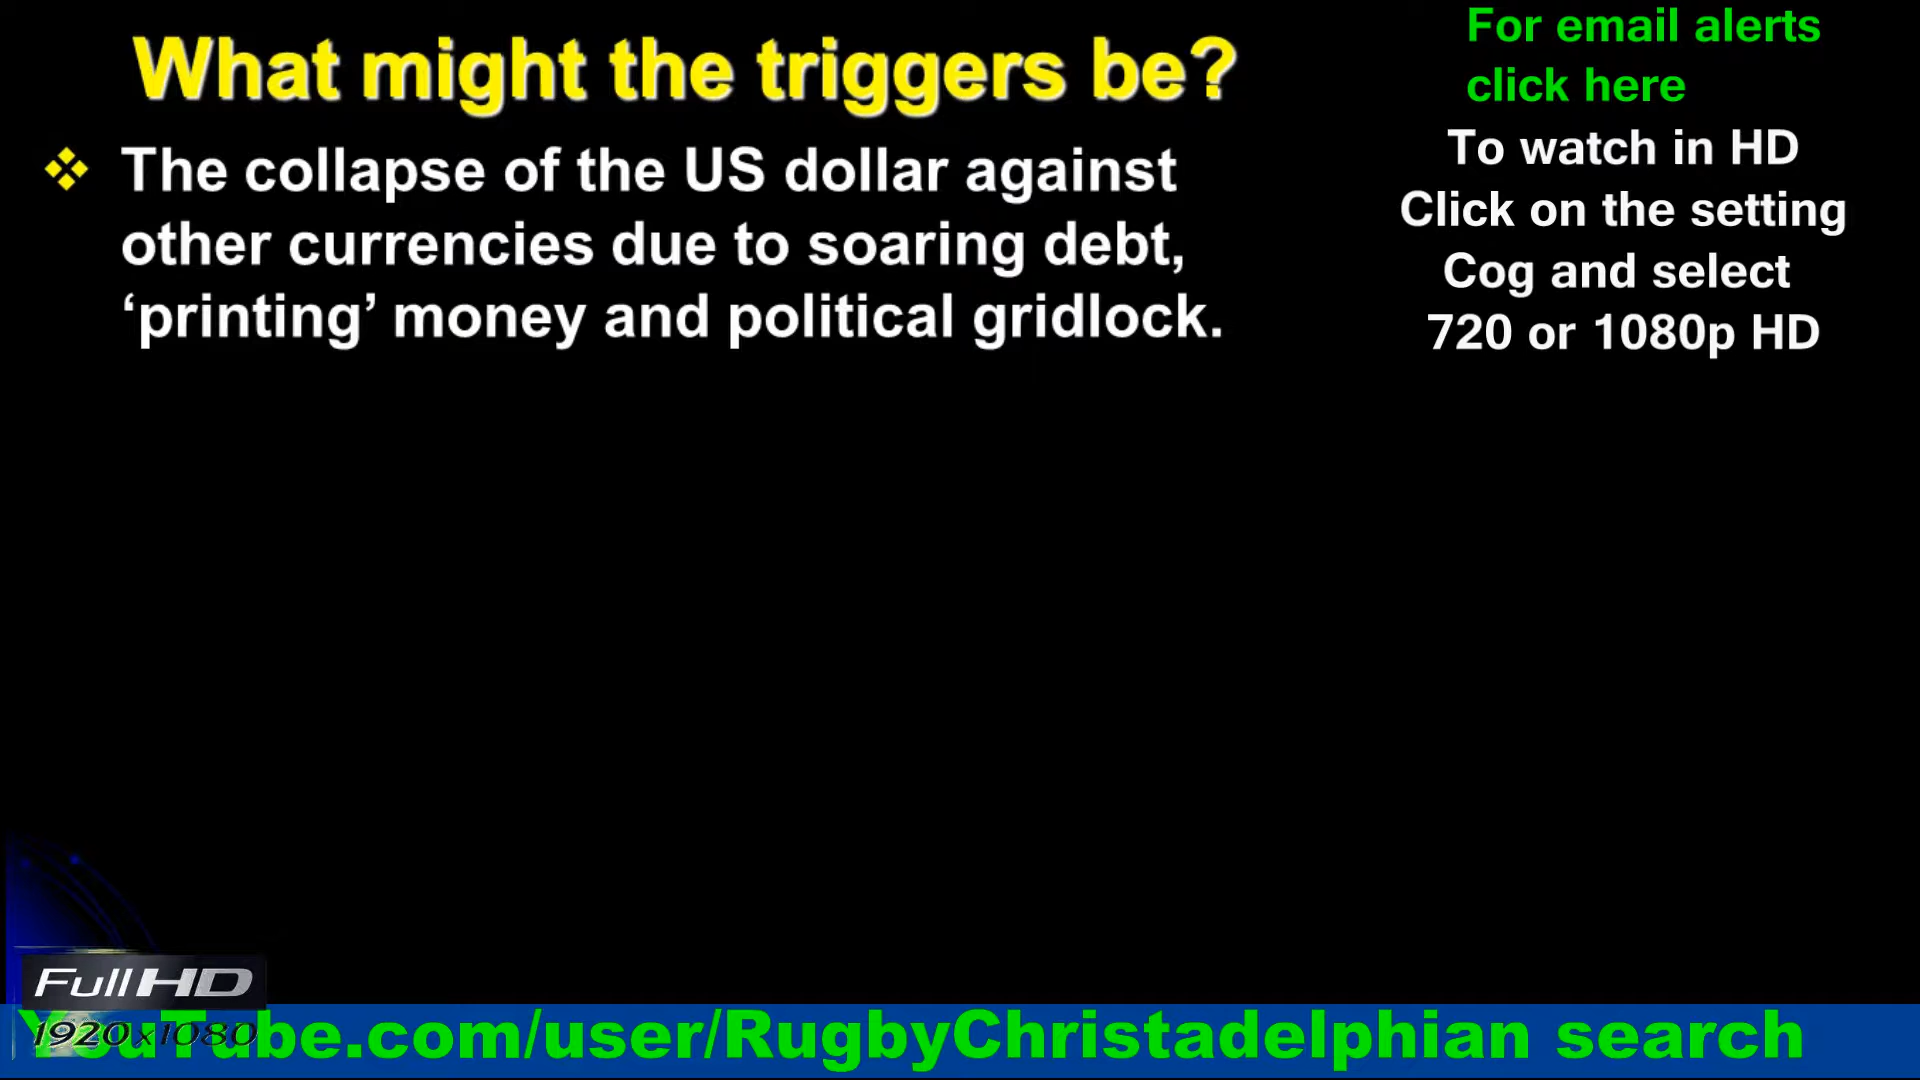 What might the triggers be?
The collapse of the US dollar against
other currencies due to soaring debt,
‘printing’ money and political gridlock.
For email alerts
click here
To watch in HD
Click on the setting
Cog and select
720 or 1080p HD
Full HD
1920x1080
YouTube.com/user/RugbyChristadelphian search